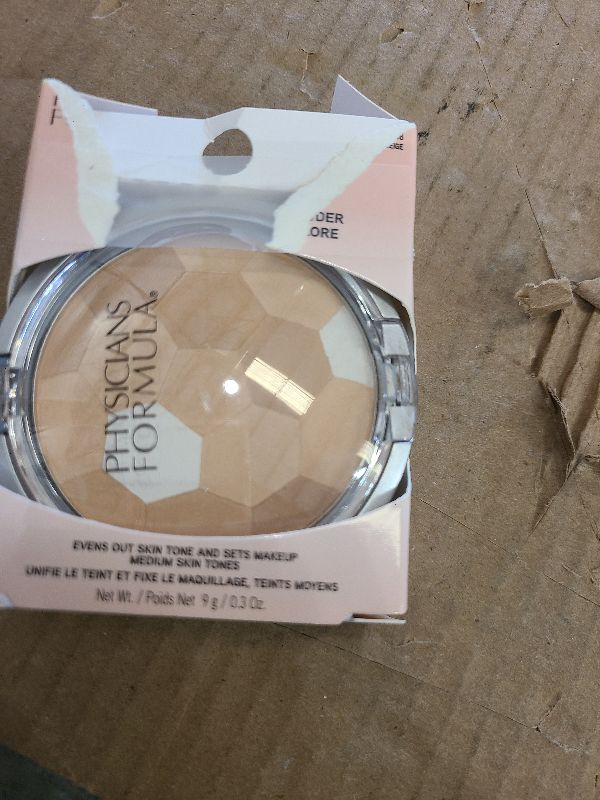 EIGE
DER
ORE
PHYSICIANS
FORMULA®
EVENS OUT SKIN TONE AND SETS MAKEUP
MEDIUM SKIN TONES
UNIFIE LE TEINT ET FIXE LE MAQUILLAGE, TEINTS MOYENS
Net Wt. / Poids Net 9 g / 0.3 Oz.